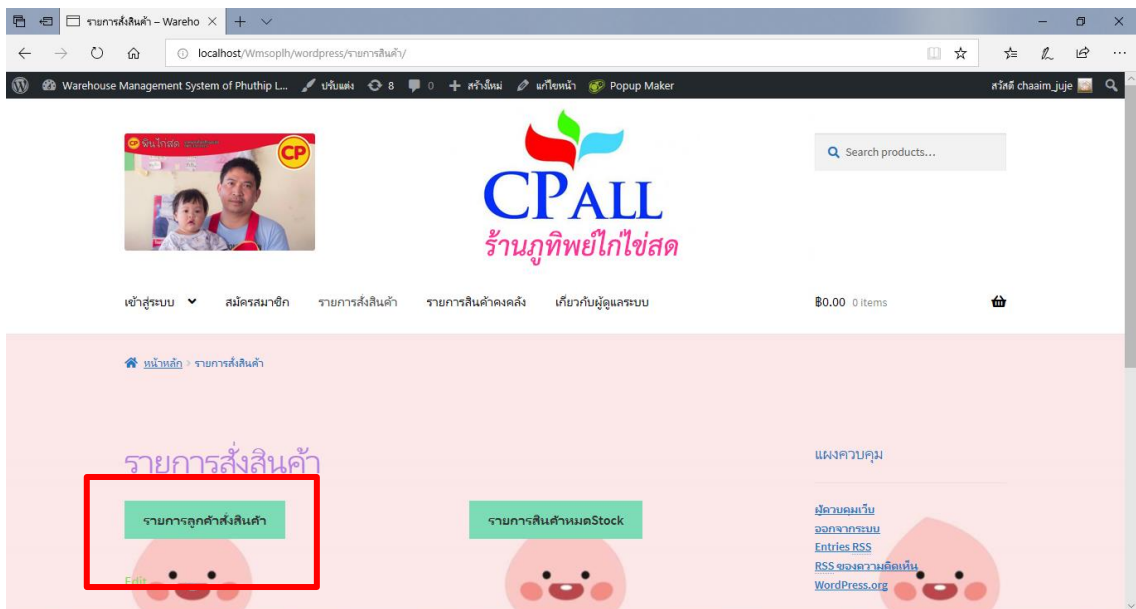 รายการสั่งสินค้า – Wareho
localhost/Wmsoplh/wordpress/รายการสินค้า/
Warehouse Management System of Phuthip L... ปรับแต่ง 8 0 สร้างใหม่ แก้ไขหน้า Popup Maker สวัสดี chaaim_juje
CP
Search products...
CPALL
ร้านภูทิพย์ไก่ไข่สด
เข้าสู่ระบบ สมัครสมาชิก รายการสั่งสินค้า รายการสินค้าคงคลัง เกี่ยวกับผู้ดูแลระบบ ฿0.00 0 items
หน้าหลัก › รายการสั่งสินค้า
รายการสั่งสินค้า
แผงควบคุม
รายการลูกค้าสั่งสินค้า
รายการสินค้าหมดStock
ผู้ควบคุมเว็บ
ออกจากระบบ
Entries RSS
RSS ของความคิดเห็น
WordPress.org
Edit